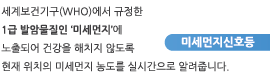 세계보건기구(WHO)에서 규정한
1급 발암물질인 '미세먼지'에
노출되어 건강을 해치지 않도록
현재 위치의 미세먼지 농도를 실시간으로 알려줍니다.
미세먼지신호등